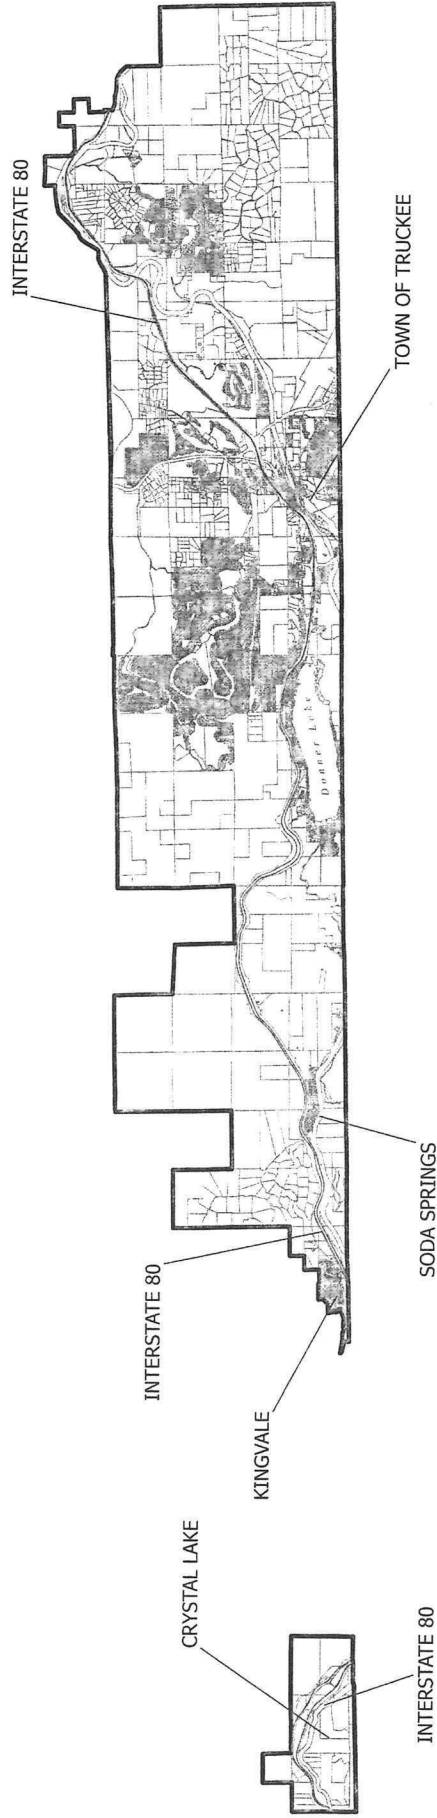 INTERSTATE 80
TOWN OF TRUCKEE
Donner Lake
INTERSTATE 80
SODA SPRINGS
KINGVALE
CRYSTAL LAKE
INTERSTATE 80